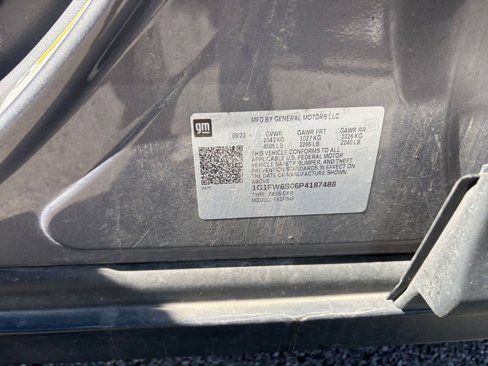 MFD BY GENERAL MOTORS LLC
gm
09/23 GVWR GAWR FRT GAWR RR
2043 KG 1027 KG 1016 KG
4505 LB 2265 LB 2240 LB
THIS VEHICLE CONFORMS TO ALL
APPLICABLE U.S. FEDERAL MOTOR
VEHICLE SAFETY, BUMPER, AND THEFT
PREVENTION STANDARDS IN EFFECT ON
THE DATE OF MANUFACTURE SHOWN ABOVE.
1G1FW6S06P4187488
TYPE: PASS CAR
MODEL: